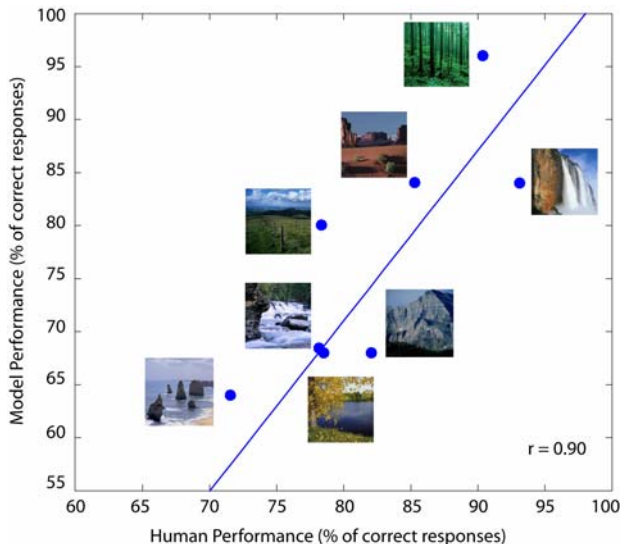 100
95
90
85
80
75
70
65
60
55
Model Performance (% of correct responses)
r = 0.90
60 65 70 75 80 85 90 95 100
Human Performance (% of correct responses)